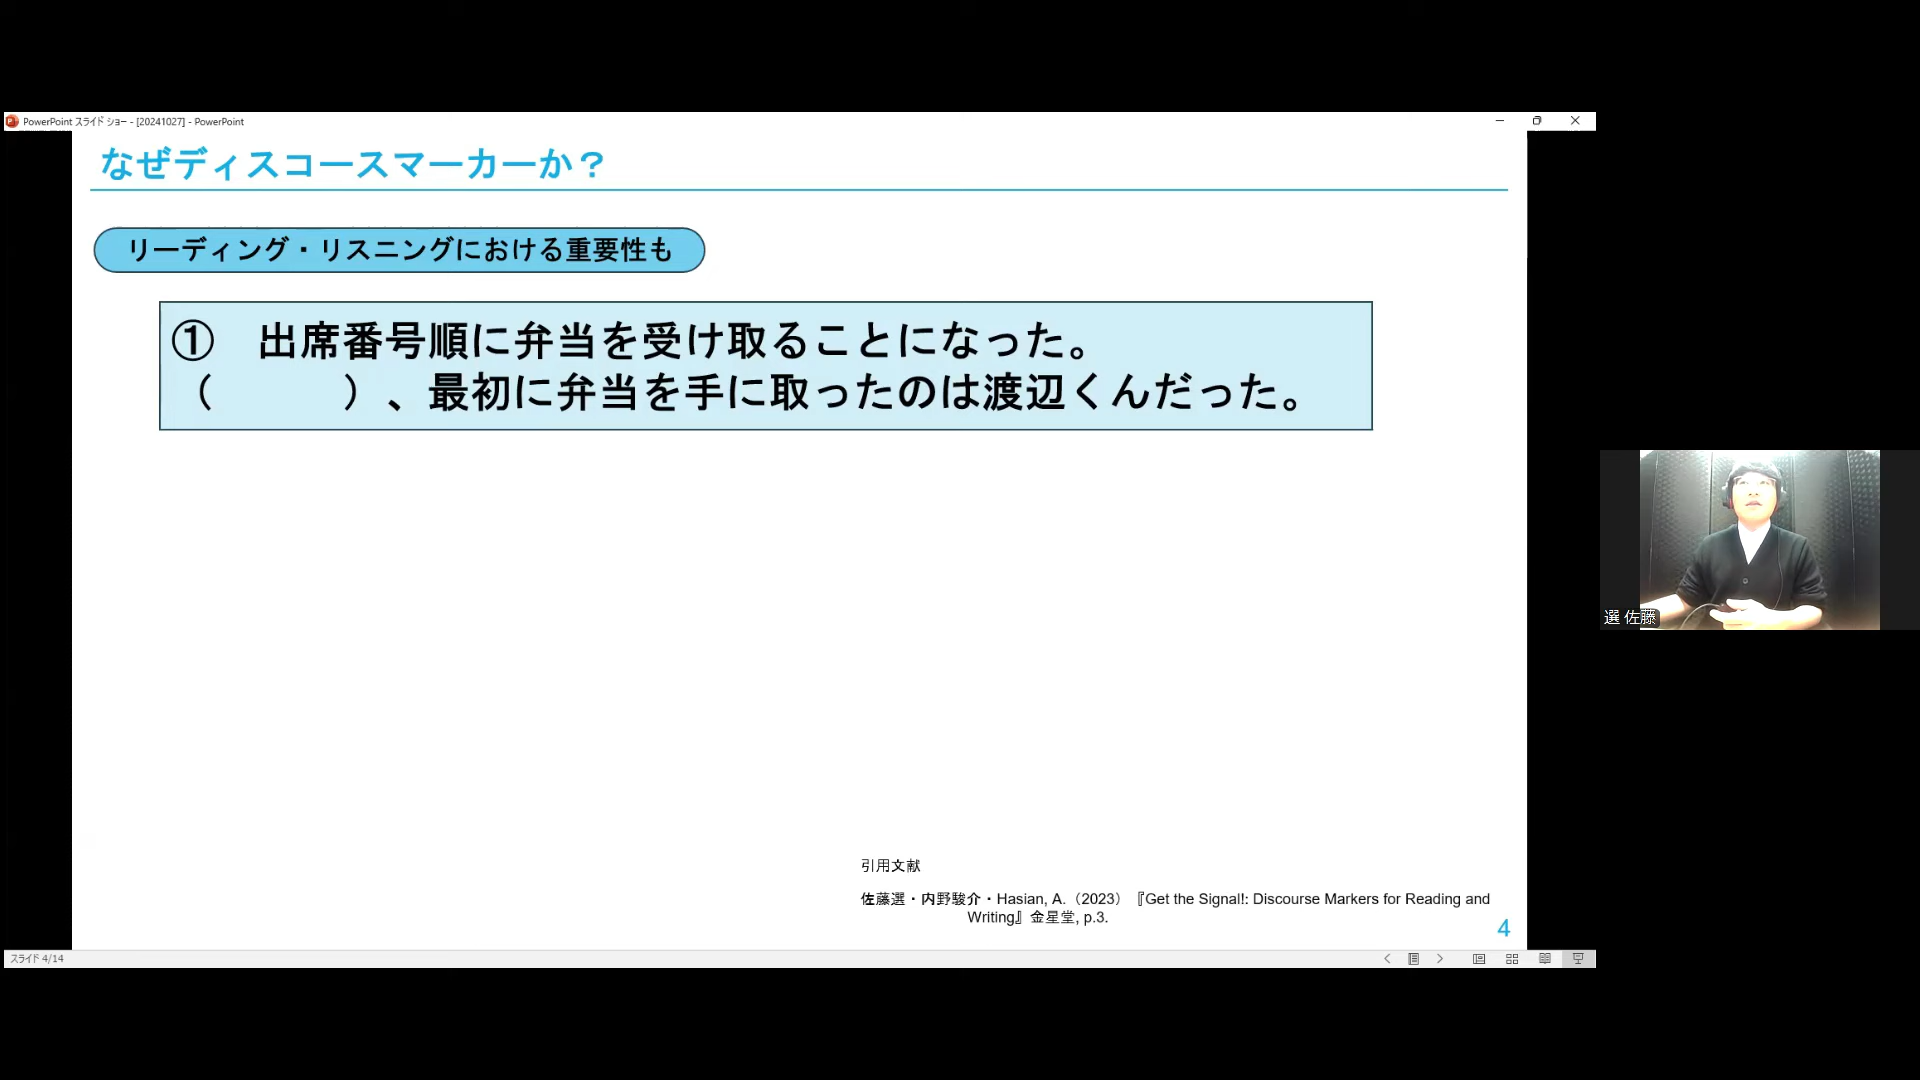 PowerPoint スライド ショー - [20241027] - PowerPoint
なぜディスコースマーカーか？
リーディング・リスニングにおける重要性も
①　出席番号順に弁当を受け取ることになった。
（　　　）、最初に弁当を手に取ったのは渡辺くんだった。
選 佐藤
引用文献
佐藤選・内野駿介・Hasian, A.（2023）『Get the Signal!: Discourse Markers for Reading and
Writing』金星堂, p.3.
4
スライド 4/14